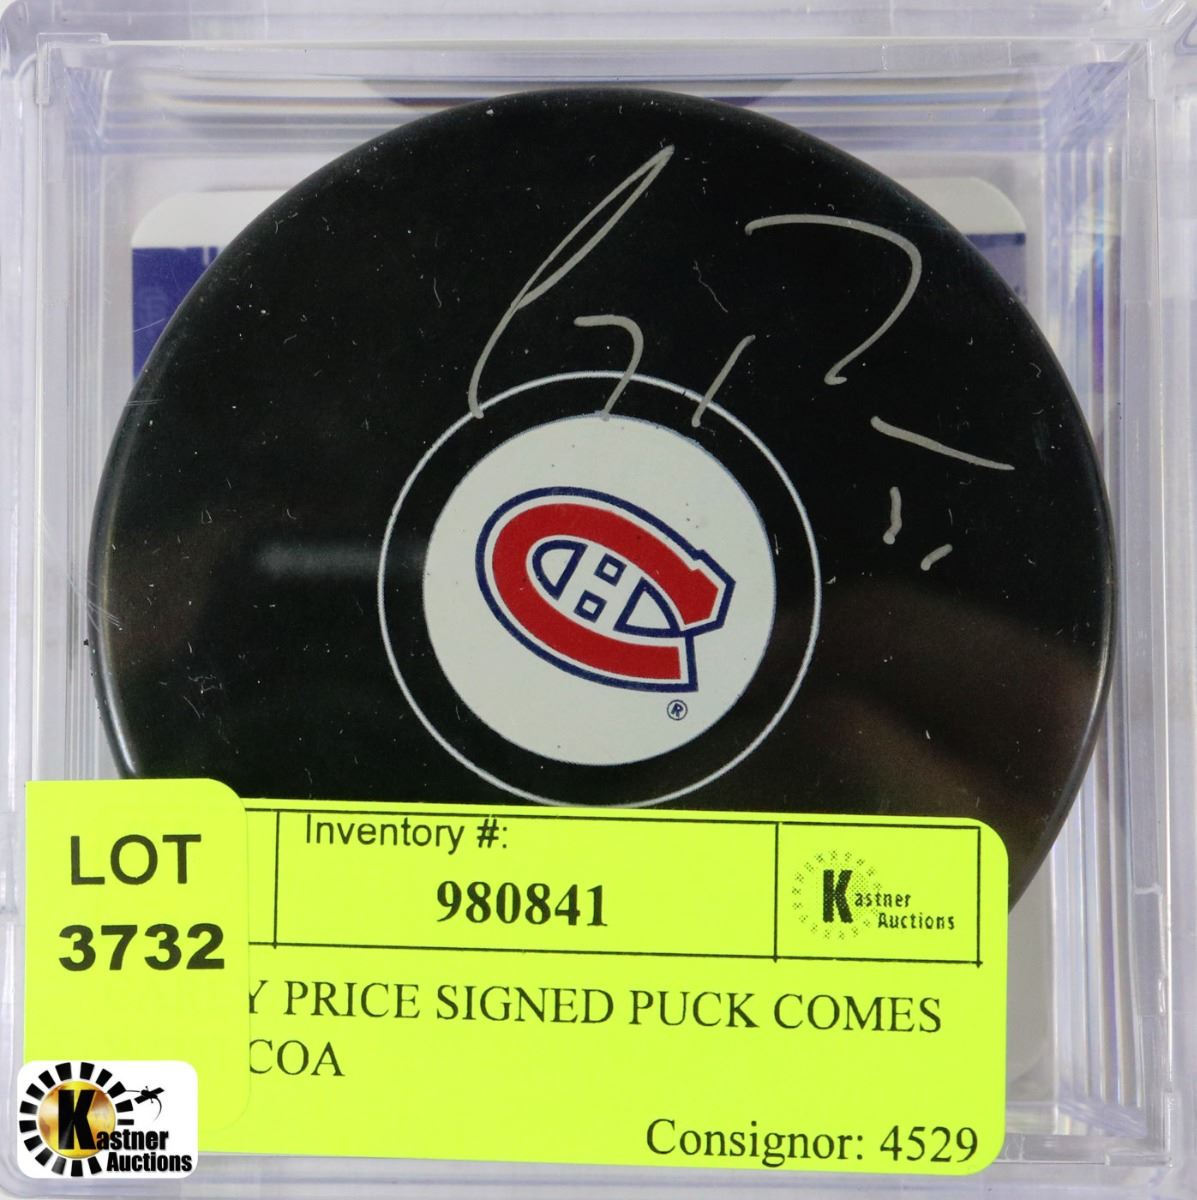 LOT
3732
Inventory #:
980841
Kastner
Auctions
Y PRICE SIGNED PUCK COMES
COA
Consignor: 4529
Kastner
Auctions
®